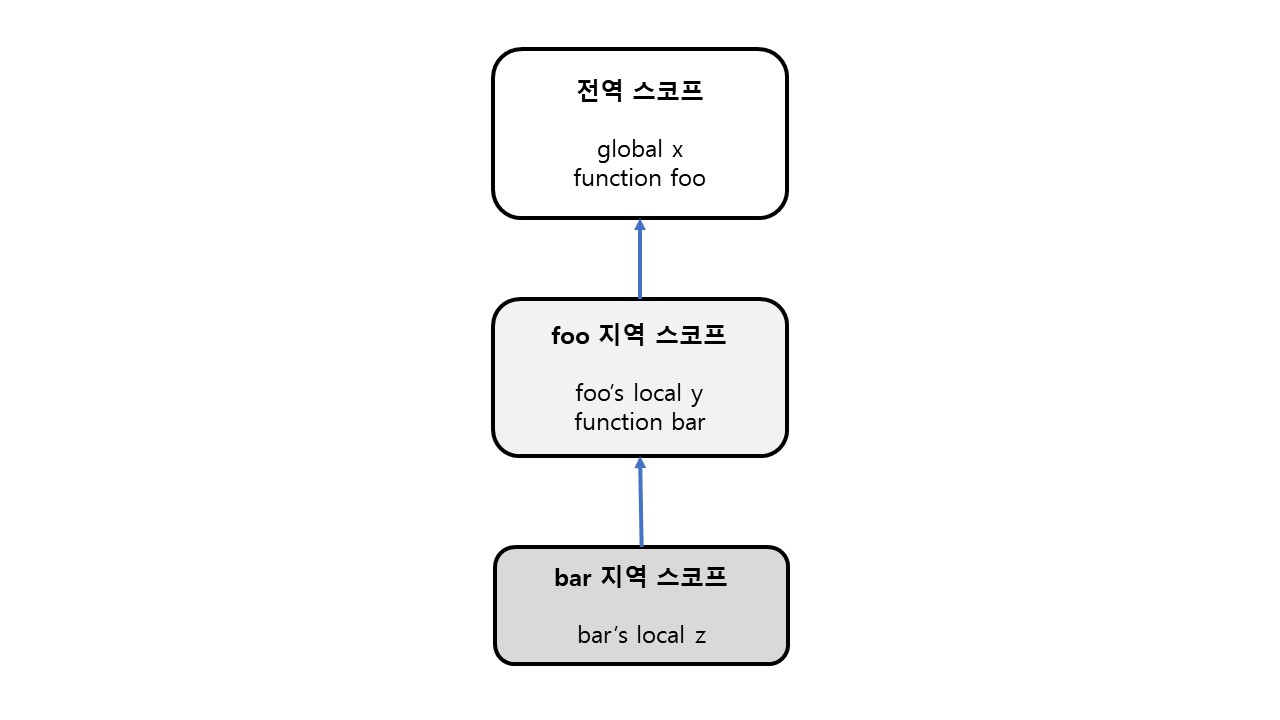 전역 스코프
global x
function foo
foo 지역 스코프
foo’s local y
function bar
bar 지역 스코프
bar’s local z